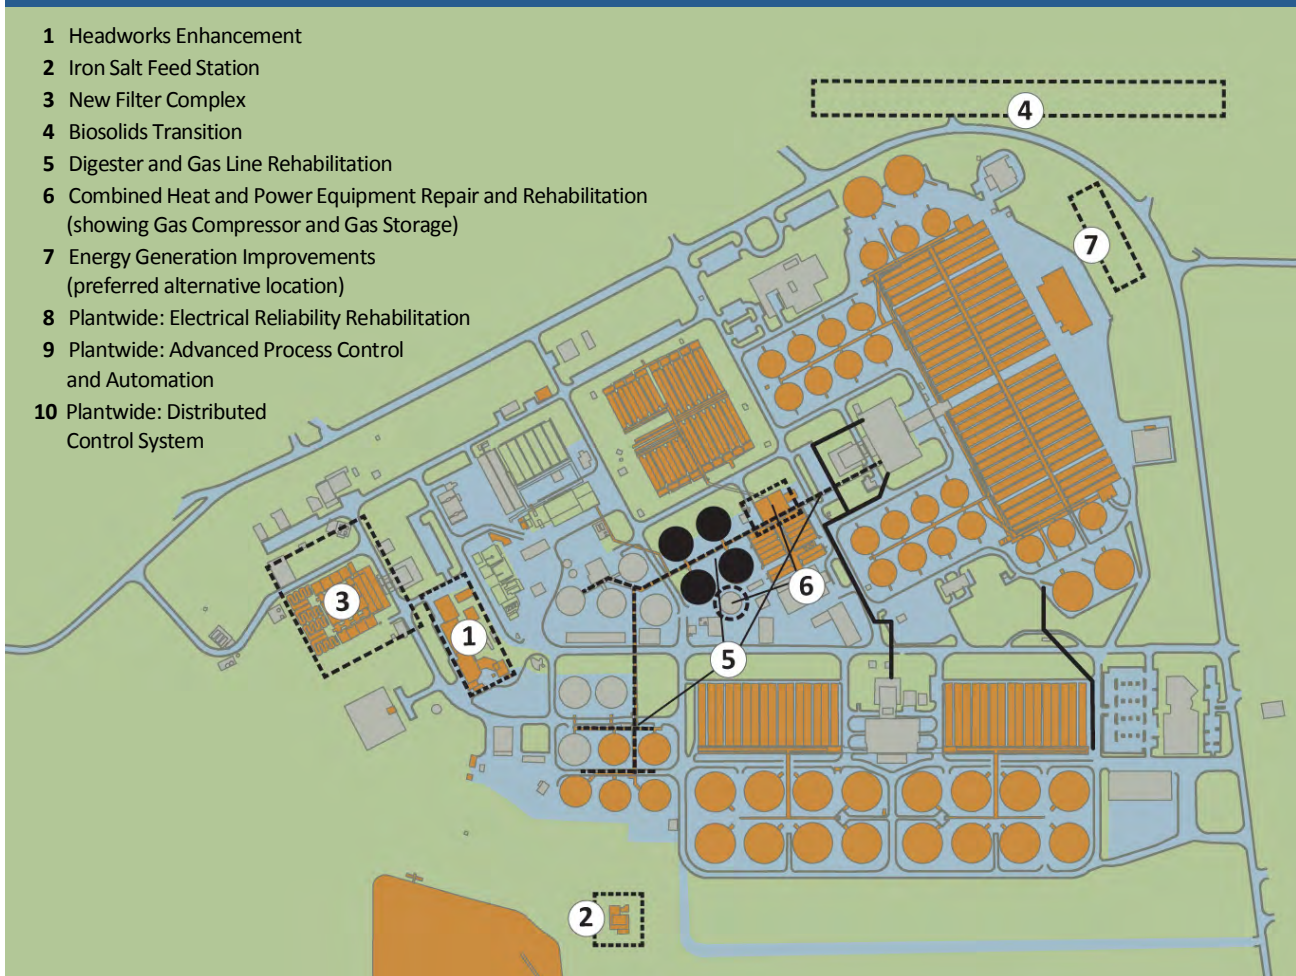 1 Headworks Enhancement
2 Iron Salt Feed Station
3 New Filter Complex
4 Biosolids Transition
5 Digester and Gas Line Rehabilitation
6 Combined Heat and Power Equipment Repair and Rehabilitation
(showing Gas Compressor and Gas Storage)
7 Energy Generation Improvements
(preferred alternative location)
8 Plantwide: Electrical Reliability Rehabilitation
9 Plantwide: Advanced Process Control
and Automation
10 Plantwide: Distributed
Control System
4
7
6
3
1
5
2